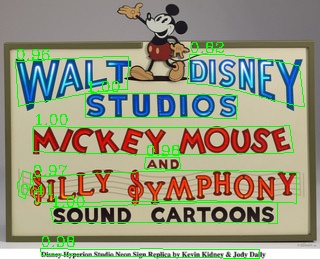 WALT DISNEY
STUDIOS
MICKEY MOUSE
AND
SILLY SYMPHONY
SOUND CARTOONS
Disney Hyperion Studio Neon Sign Replica by Kevin Kidney & Jody Daily